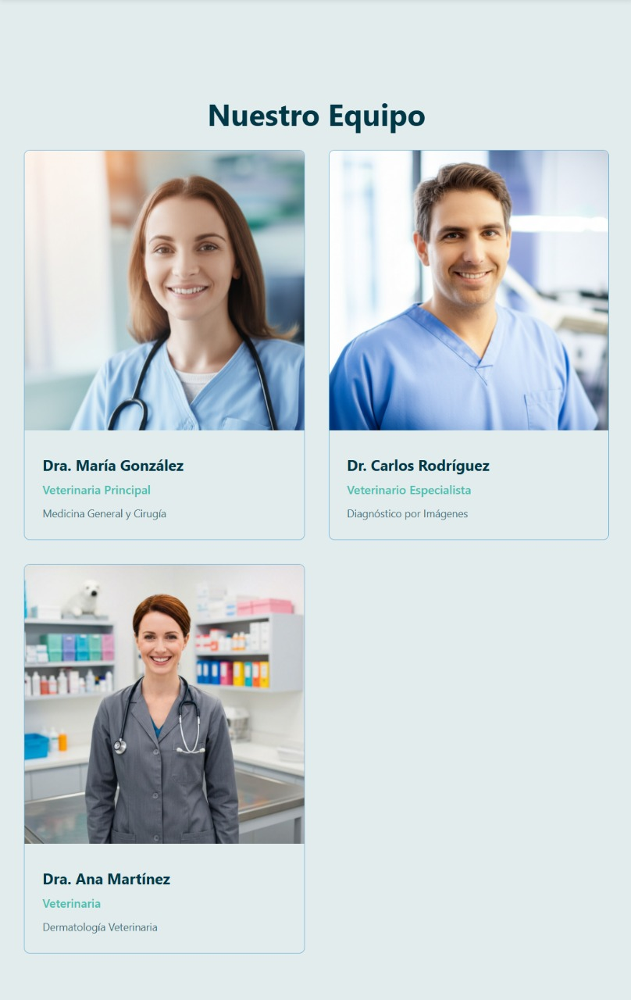 Nuestro Equipo
Dra. María González
Veterinaria Principal
Medicina General y Cirugía
Dr. Carlos Rodríguez
Veterinario Especialista
Diagnóstico por Imágenes
Dra. Ana Martínez
Veterinaria
Dermatología Veterinaria